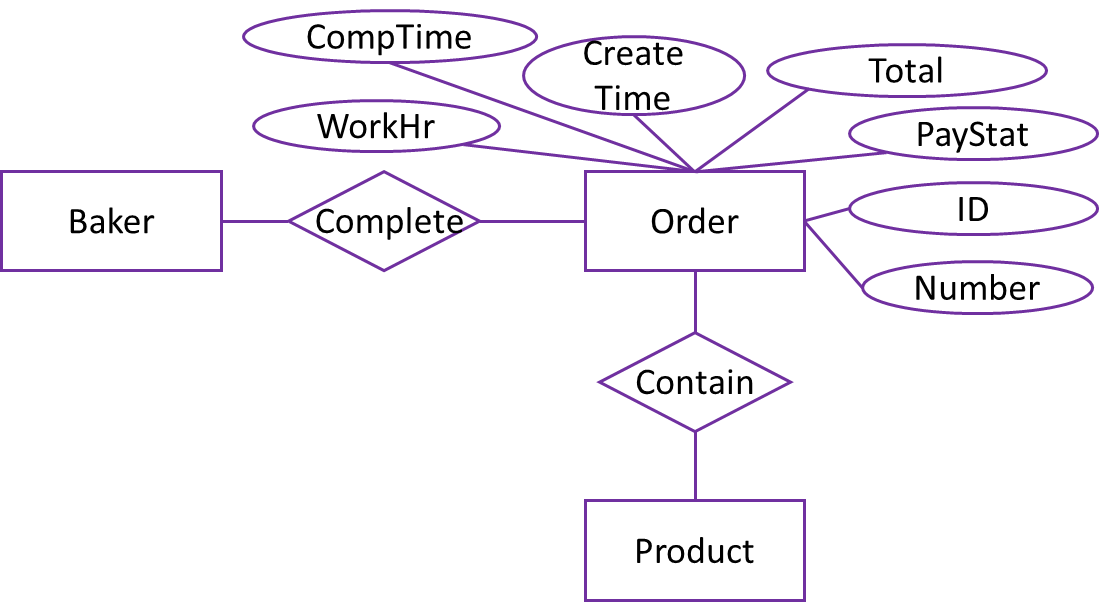 CompTime
Create
Time
Total
WorkHr
PayStat
Baker
Complete
Order
ID
Number
Contain
Product